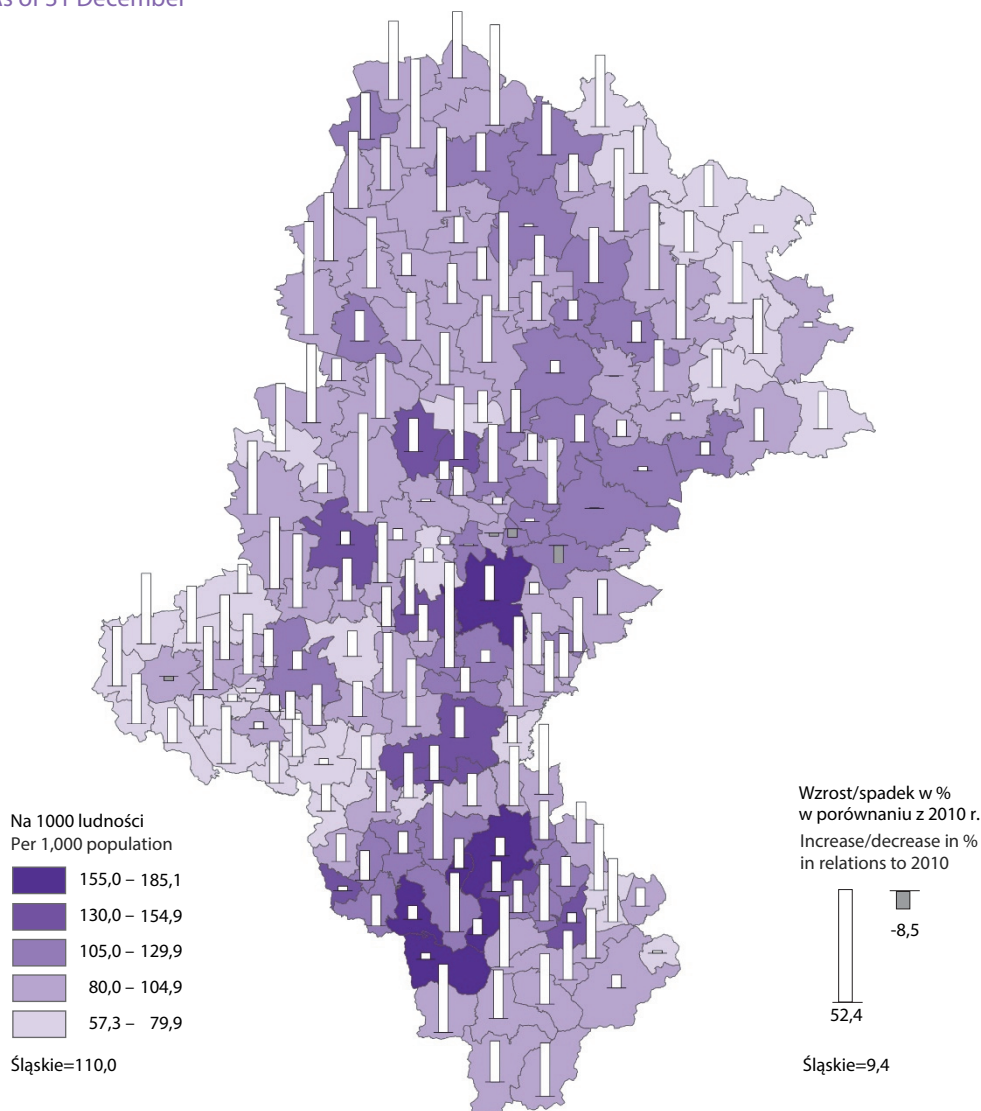 As of 31 December
Na 1000 ludności
Per 1,000 population
155,0 – 185,1
130,0 – 154,9
105,0 – 129,9
80,0 – 104,9
57,3 – 79,9
Śląskie=110,0
Wzrost/spadek w %
w porównaniu z 2010 r.
Increase/decrease in %
in relations to 2010
-8,5
52,4
Śląskie=9,4